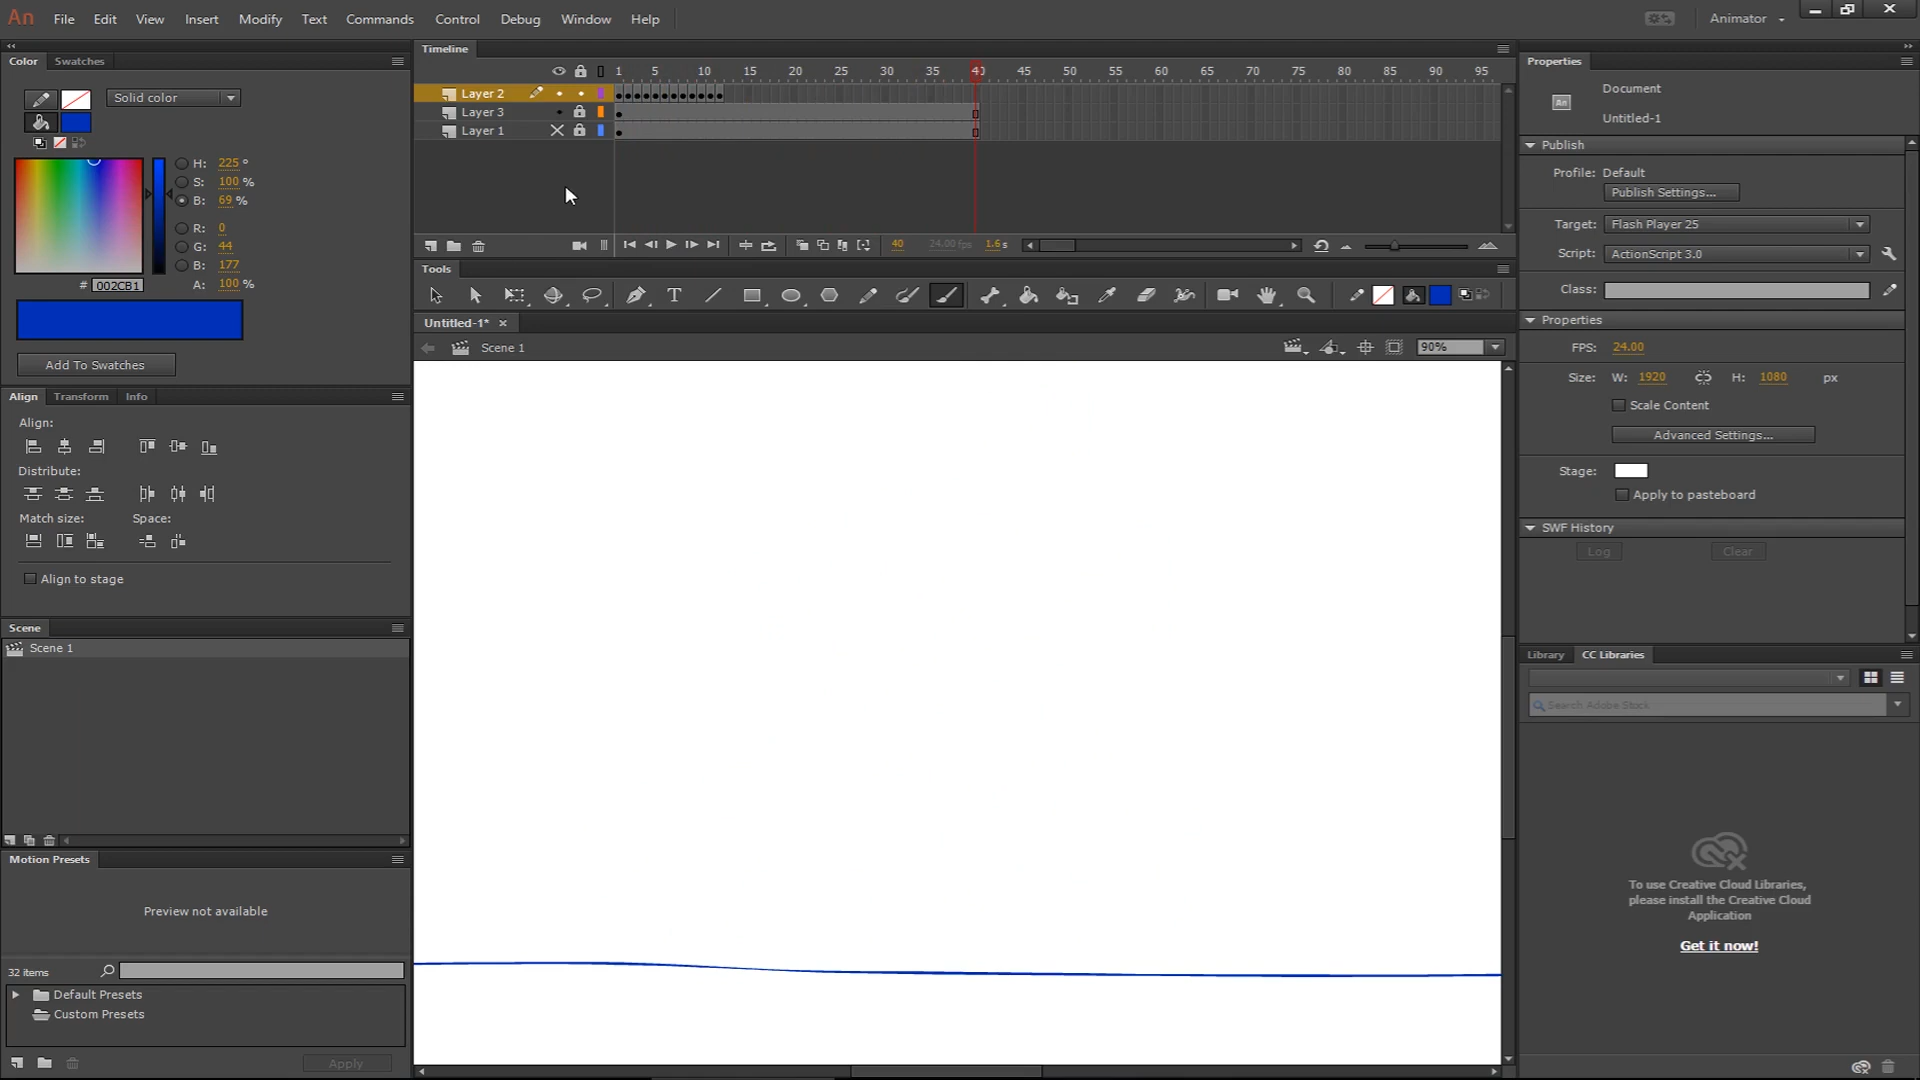 An File Edit View Insert Modify Text Commands Control Debug Window Help Animator
Color Swatches
Solid color
H: 225 °
S: 100 %
B: 69 %
R: 0
G: 44
B: 177
A: 100 %
# 002CB1
Add To Swatches
Align Transform Info
Align:
Distribute:
Match size: Space:
Align to stage
Scene
Scene 1
Motion Presets
Preview not available
32 items
Default Presets
Custom Presets
Apply
Timeline
1 5 10 15 20 25 30 35 40 45 50 55 60 65 70 75 80 85 90 95
Layer 2
Layer 3
Layer 1
40 24.00 fps 1.6 s
Tools
Untitled-1* ×
Scene 1 90%
Properties
An Document
Untitled-1
Publish
Profile: Default
Publish Settings...
Target: Flash Player 25
Script: ActionScript 3.0
Class:
Properties
FPS: 24.00
Size: W: 1920 H: 1080 px
Scale Content
Advanced Settings...
Stage:
Apply to pasteboard
SWF History
Log Clear
Library CC Libraries
Search Adobe Stock
To use Creative Cloud Libraries,
please install the Creative Cloud
Application
Get it now!